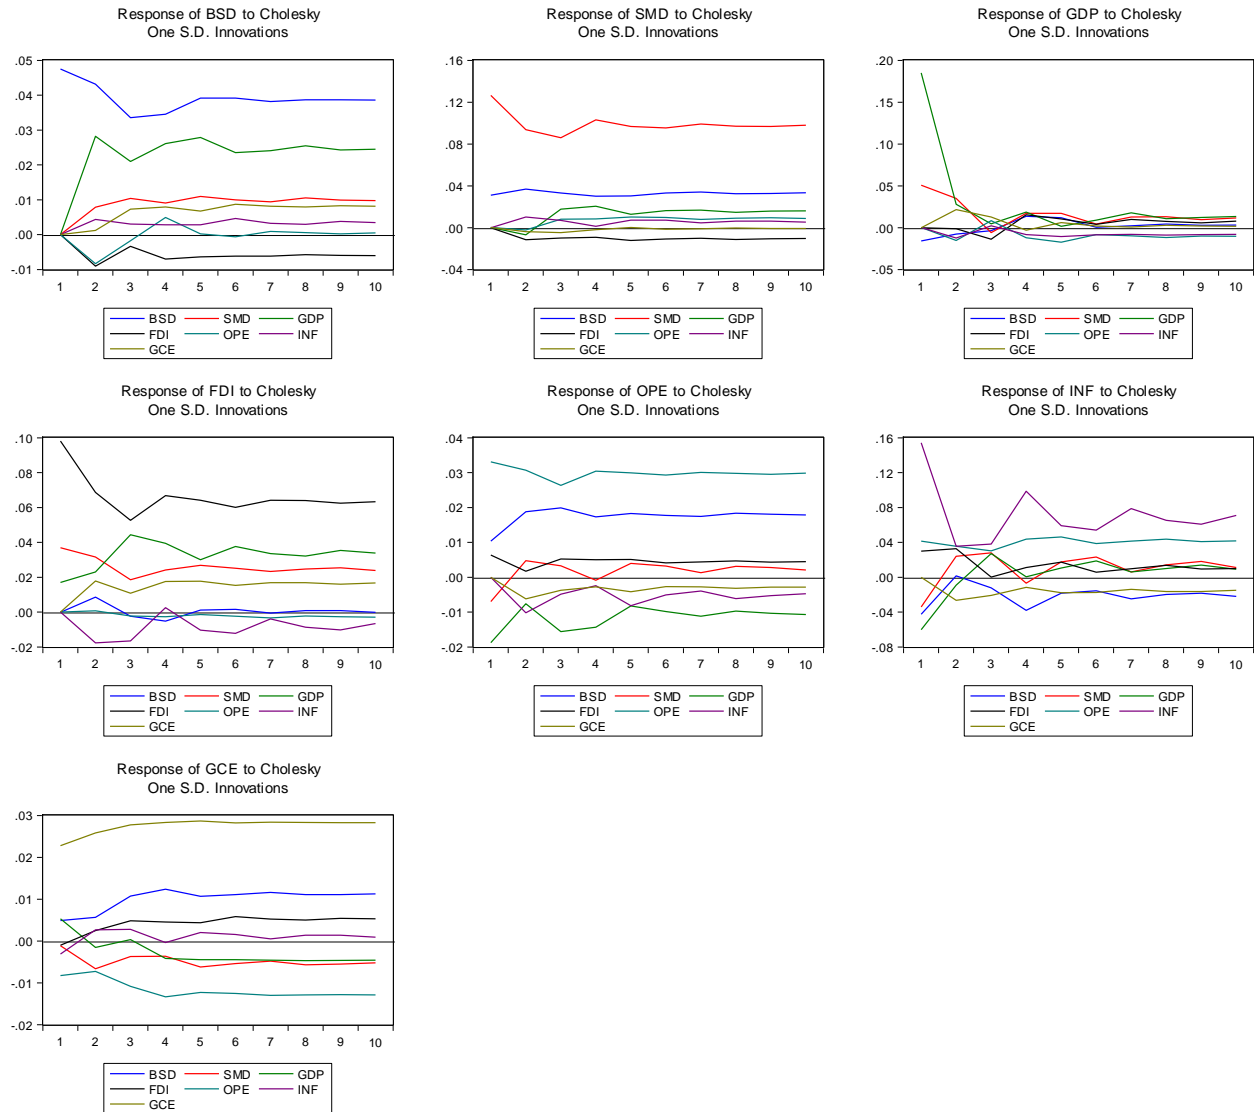 Response of BSD to Cholesky
One S.D. Innovations
.05
.04
.03
.02
.01
.00
-.01
1 2 3 4 5 6 7 8 9 10
BSD SMD GDP
FDI OPE INF
GCE
Response of SMD to Cholesky
One S.D. Innovations
.16
.12
.08
.04
.00
-.04
1 2 3 4 5 6 7 8 9 10
BSD SMD GDP
FDI OPE INF
GCE
Response of GDP to Cholesky
One S.D. Innovations
.20
.15
.10
.05
.00
-.05
1 2 3 4 5 6 7 8 9 10
BSD SMD GDP
FDI OPE INF
GCE
Response of FDI to Cholesky
One S.D. Innovations
.10
.08
.06
.04
.02
.00
-.02
1 2 3 4 5 6 7 8 9 10
BSD SMD GDP
FDI OPE INF
GCE
Response of OPE to Cholesky
One S.D. Innovations
.04
.03
.02
.01
.00
-.01
-.02
1 2 3 4 5 6 7 8 9 10
BSD SMD GDP
FDI OPE INF
GCE
Response of INF to Cholesky
One S.D. Innovations
.16
.12
.08
.04
.00
-.04
-.08
1 2 3 4 5 6 7 8 9 10
BSD SMD GDP
FDI OPE INF
GCE
Response of GCE to Cholesky
One S.D. Innovations
.03
.02
.01
.00
-.01
-.02
1 2 3 4 5 6 7 8 9 10
BSD SMD GDP
FDI OPE INF
GCE